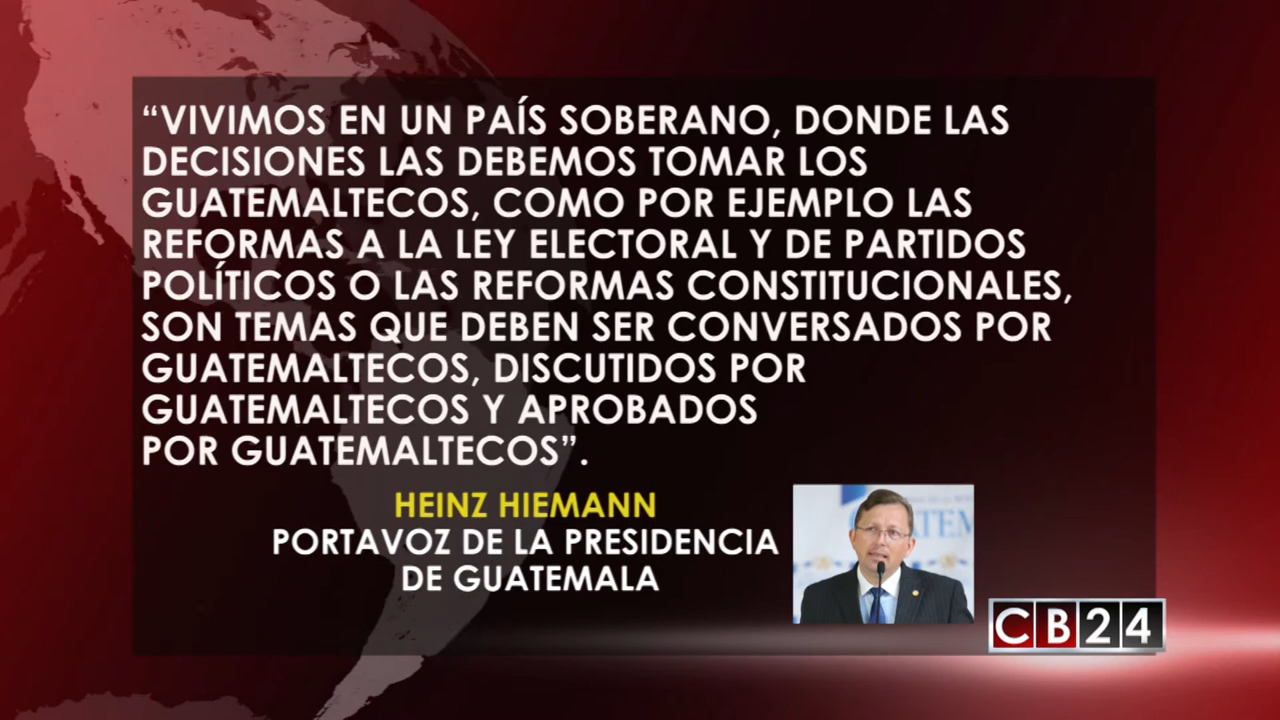 “VIVIMOS EN UN PAÍS SOBERANO, DONDE LAS
DECISIONES LAS DEBEMOS TOMAR LOS
GUATEMALTECOS, COMO POR EJEMPLO LAS
REFORMAS A LA LEY ELECTORAL Y DE PARTIDOS
POLÍTICOS O LAS REFORMAS CONSTITUCIONALES,
SON TEMAS QUE DEBEN SER CONVERSADOS POR
GUATEMALTECOS, DISCUTIDOS POR
GUATEMALTECOS Y APROBADOS
POR GUATEMALTECOS”.
HEINZ HIEMANN
PORTAVOZ DE LA PRESIDENCIA
DE GUATEMALA
CB24